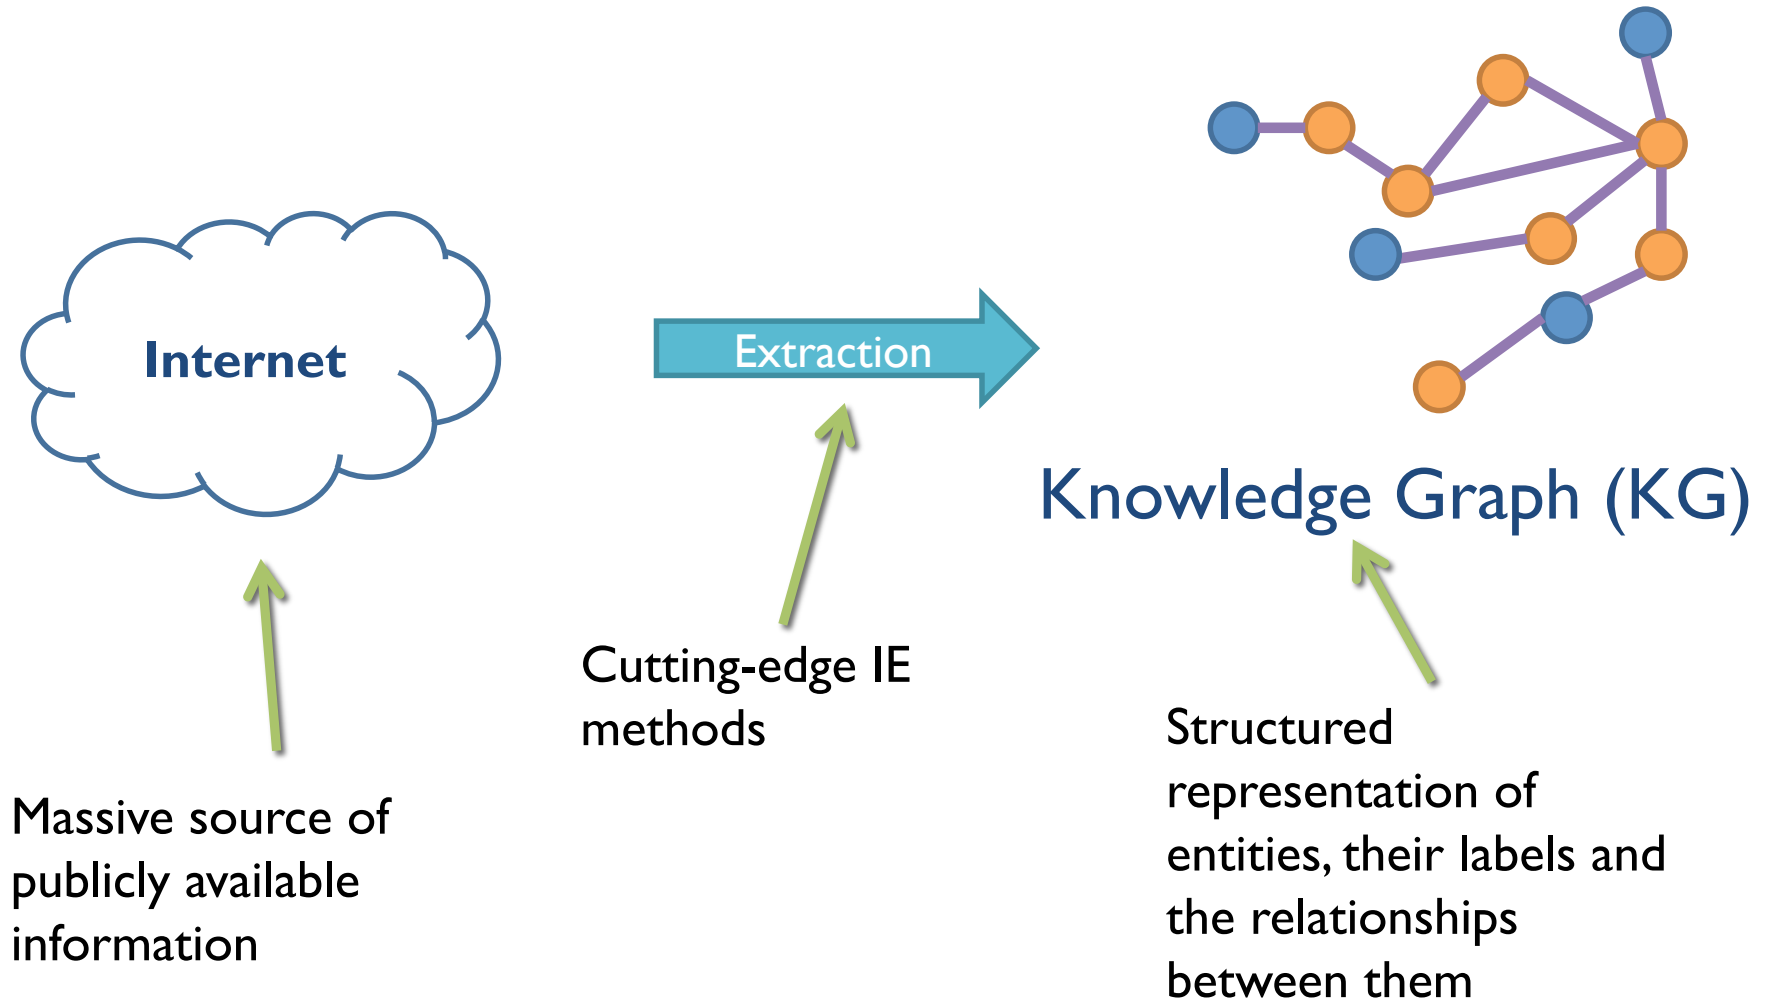 Internet
Extraction
Knowledge Graph (KG)
Cutting-edge IE
methods
Massive source of
publicly available
information
Structured
representation of
entities, their labels and
the relationships
between them